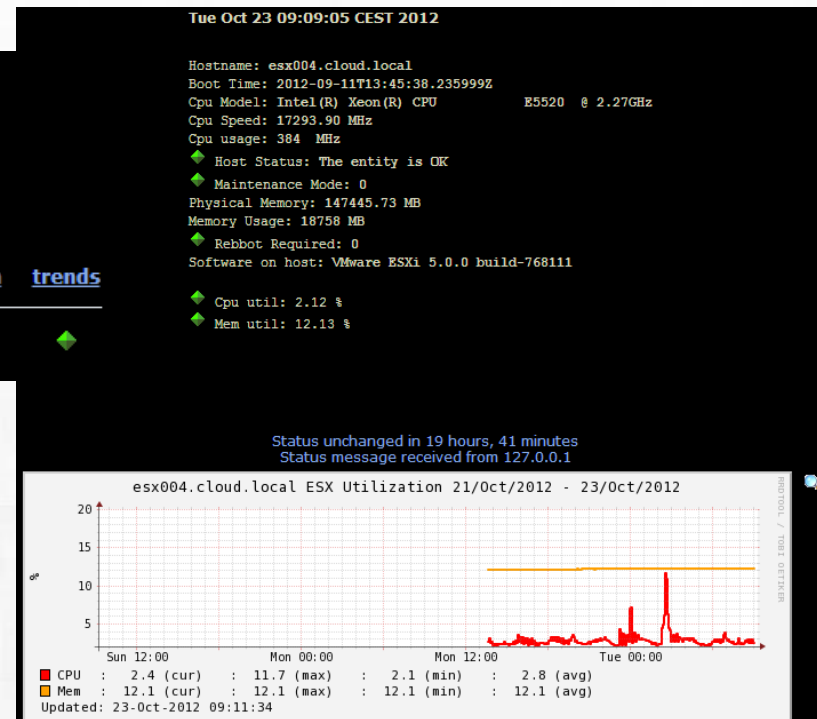 Tue Oct 23 09:09:05 CEST 2012
Hostname: esx004.cloud.local
Boot Time: 2012-09-11T13:45:38.235999Z
Cpu Model: Intel(R) Xeon(R) CPU E5520 @ 2.27GHz
Cpu Speed: 17293.90 MHz
Cpu usage: 384 MHz
Host Status: The entity is OK
Maintenance Mode: 0
Physical Memory: 147445.73 MB
Memory Usage: 18758 MB
Rebbot Required: 0
Software on host: VMware ESXi 5.0.0 build-768111
trends
Cpu util: 2.12 %
Mem util: 12.13 %
Status unchanged in 19 hours, 41 minutes
Status message received from 127.0.0.1
esx004.cloud.local ESX Utilization 21/Oct/2012 - 23/Oct/2012
RRDTOOL / TOBI OETIKER
%
20
15
10
5
Sun 12:00 Mon 00:00 Mon 12:00 Tue 00:00
CPU : 2.4 (cur) : 11.7 (max) : 2.1 (min) : 2.8 (avg)
Mem : 12.1 (cur) : 12.1 (max) : 12.1 (min) : 12.1 (avg)
Updated: 23-Oct-2012 09:11:34